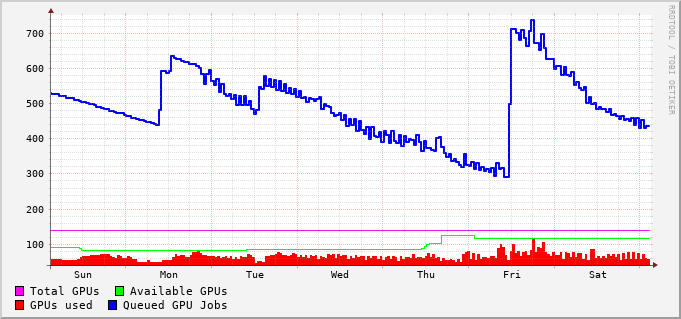 RRDTOOL / TOBI OETIKER
700
600
500
400
300
200
100
Sun Mon Tue Wed Thu Fri Sat
Total GPUs Available GPUs
GPUs used Queued GPU Jobs